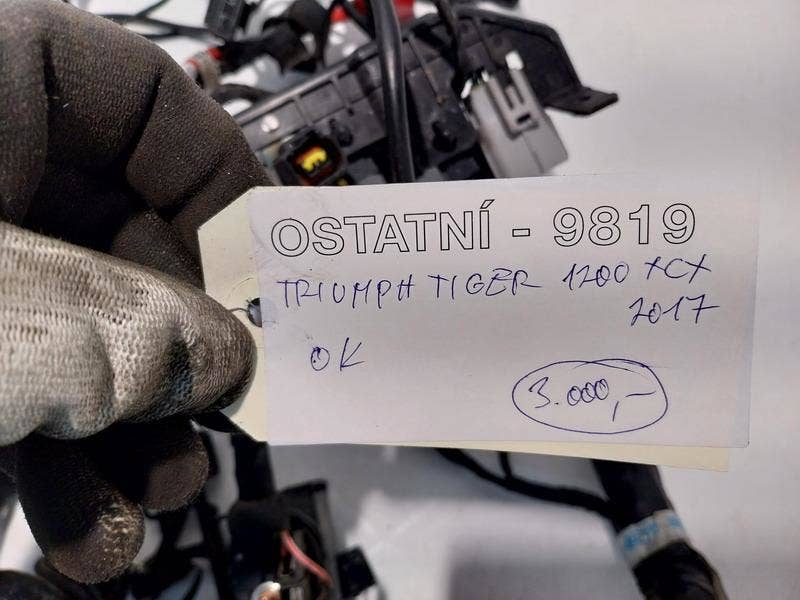 OSTATNÍ - 9819
TRIUMPH TIGER 1200 XCX
2017
OK
3.000,-